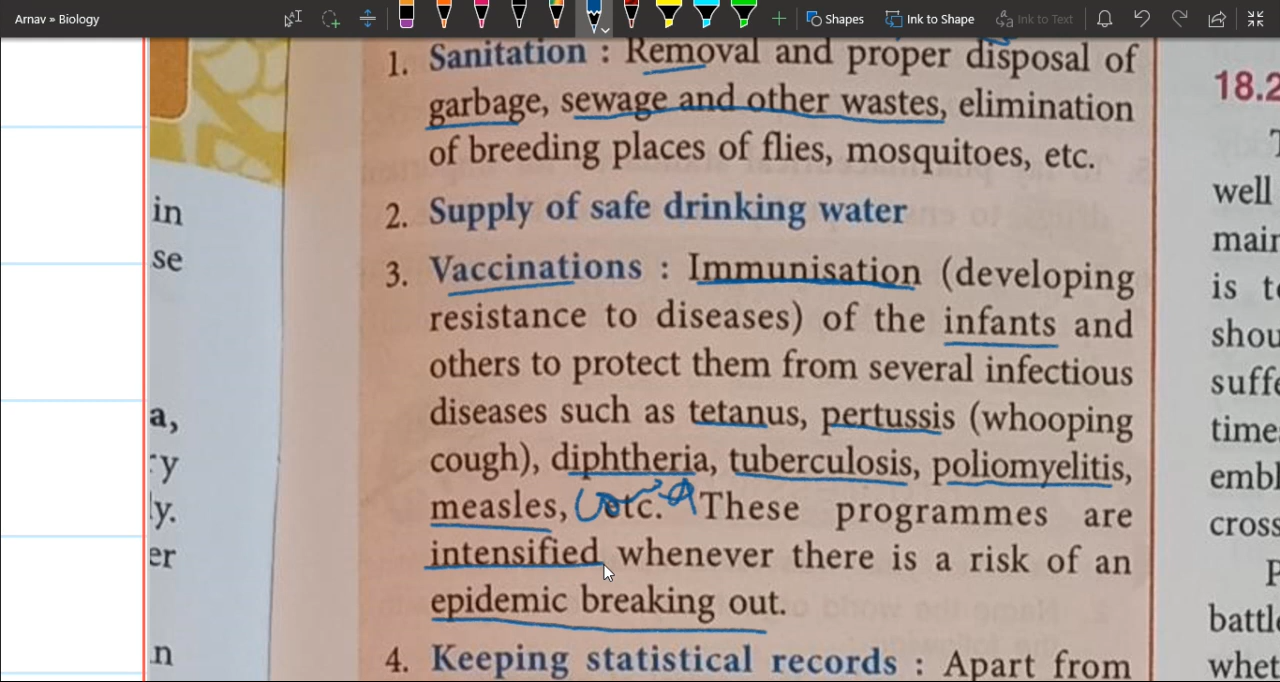 Arnav » Biology
Shapes
Ink to Shape
Ink to Text
1. Sanitation : Removal and proper disposal of
garbage, sewage and other wastes, elimination
of breeding places of flies, mosquitoes, etc.
2. Supply of safe drinking water
3. Vaccinations : Immunisation (developing
resistance to diseases) of the infants and
others to protect them from several infectious
diseases such as tetanus, pertussis (whooping
cough), diphtheria, tuberculosis, poliomyelitis,
measles, etc. These programmes are
intensified whenever there is a risk of an
epidemic breaking out.
4. Keeping statistical records : Apart from
in
se
a,
ry
ly.
er
n
18.2
T
well
main
is t
shou
suffe
time
embl
cross
P
battl
whet